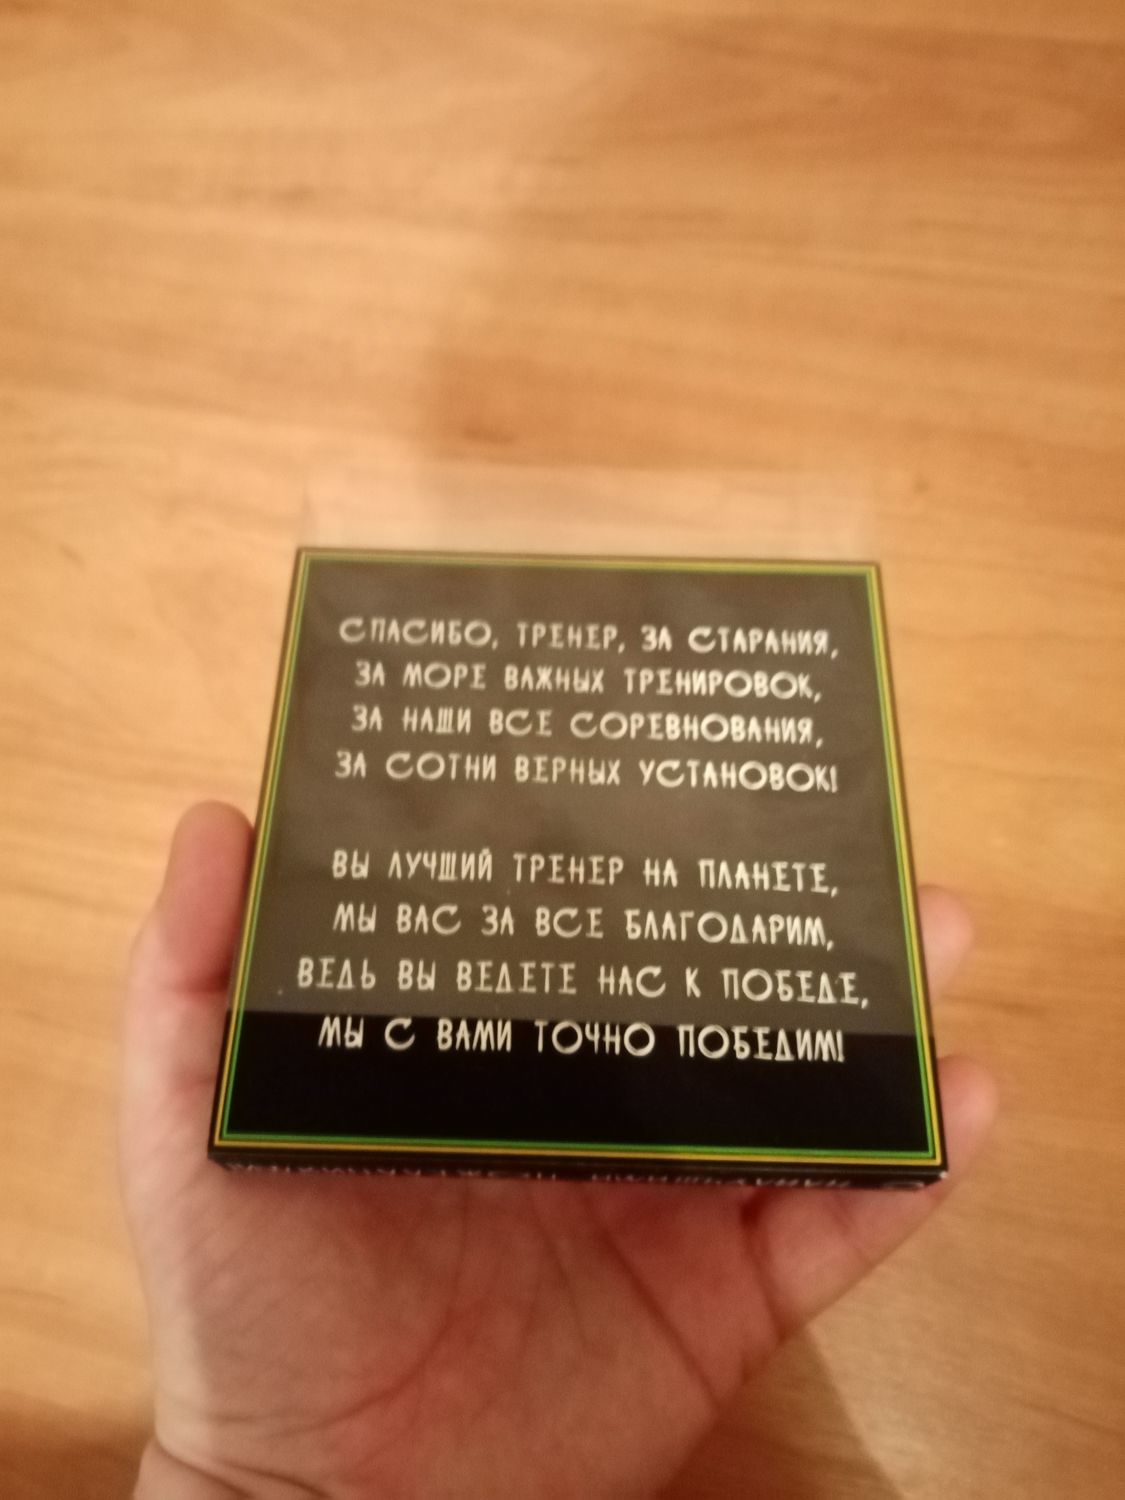 СПАСИБО, ТРЕНЕР, ЗА СТАРАНИЯ,
ЗА МОРЕ ВАЖНЫХ ТРЕНИРОВОК,
ЗА НАШИ ВСЕ СОРЕВНОВАНИЯ,
ЗА СОТНИ ВЕРНЫХ УСТАНОВОК!
ВЫ ЛУЧШИЙ ТРЕНЕР НА ПЛАНЕТЕ,
МЫ ВАС ЗА ВСЕ БЛАГОДАРИМ,
ВЕДЬ ВЫ ВЕДЕТЕ НАС К ПОБЕДЕ,
МЫ С ВАМИ ТОЧНО ПОБЕДИМ!